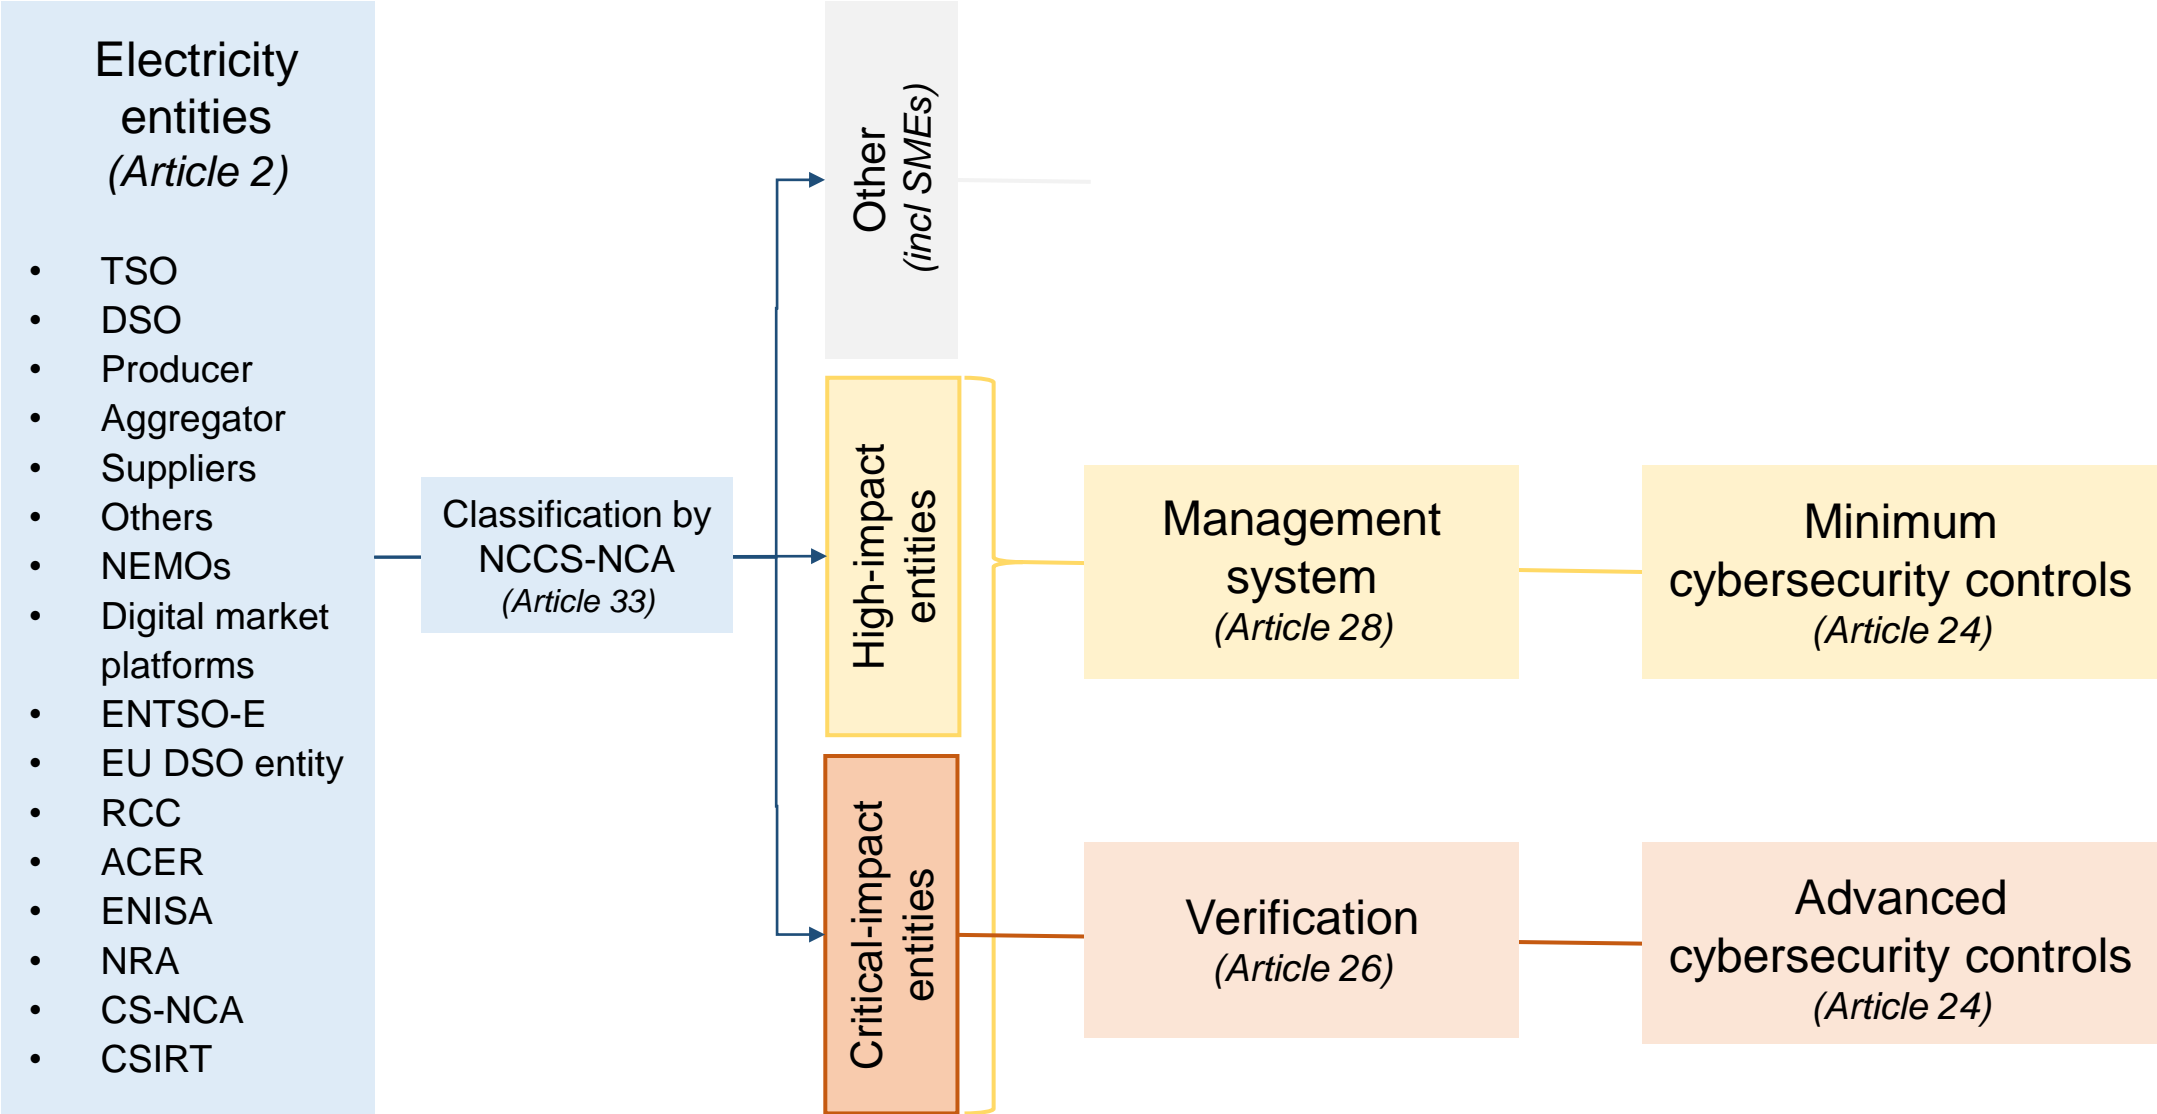 Electricity
entities
(Article 2)
• TSO
• DSO
• Producer
• Aggregator
• Suppliers
• Others
• NEMOs
• Digital market
platforms
• ENTSO-E
• EU DSO entity
• RCC
• ACER
• ENISA
• NRA
• CS-NCA
• CSIRT
Classification by
NCCS-NCA
(Article 33)
Other
(incl SMEs)
High-impact
entities
Critical-impact
entities
Management
system
(Article 28)
Minimum
cybersecurity controls
(Article 24)
Verification
(Article 26)
Advanced
cybersecurity controls
(Article 24)